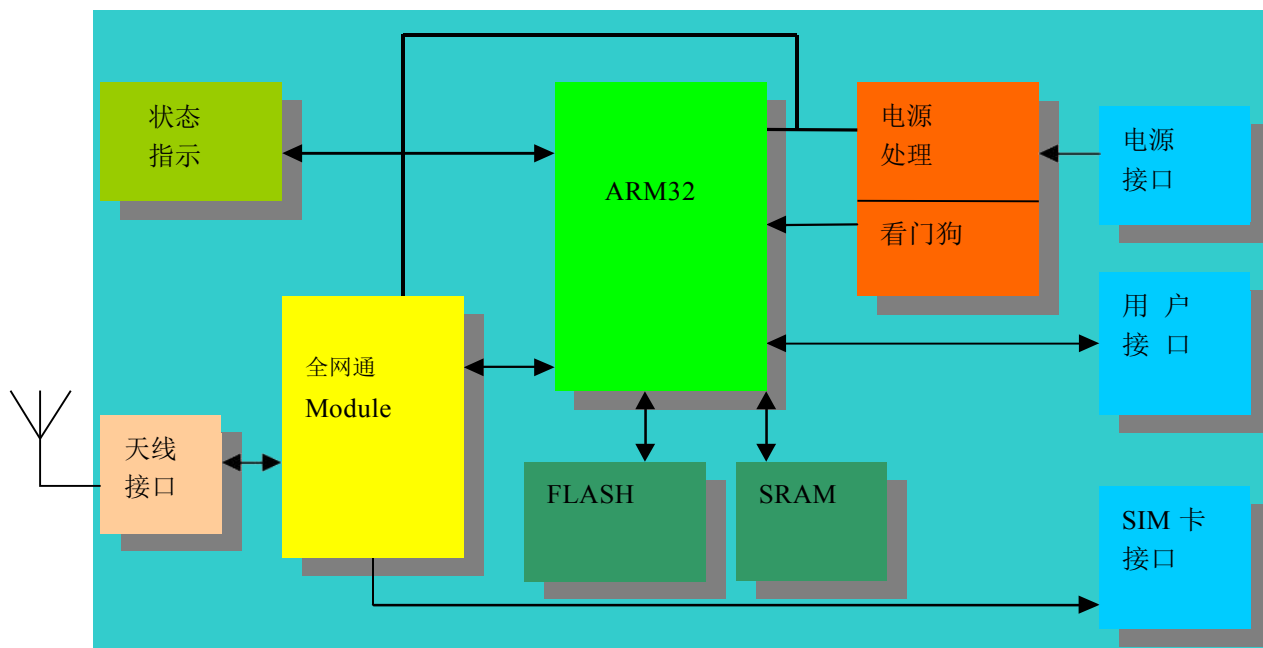 状态
指示
ARM32
电源
处理
看门狗
电源
接口
用 户
接 口
全网通
Module
天线
接口
FLASH
SRAM
SIM 卡
接口